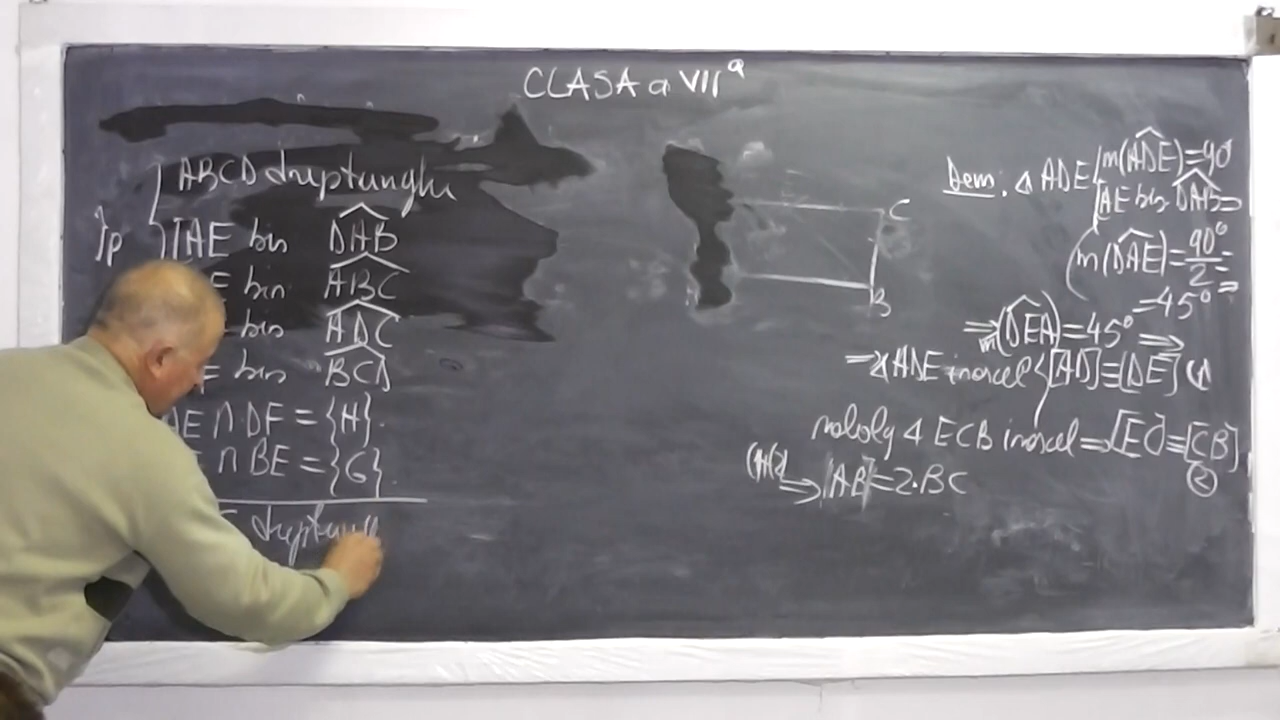 CLASA a VII a
Ip { ABCD dreptunghi
[AE bis DAB
E bis ABC
bis ADC
bis BCD
AE ∩ DF = {H}.
∩ BE = {G}.
C
B
Dem. △ ADE { m(ADE)=90°
[AE bis DAB ⇒
m(DAE)=90°/2=
=45° ⇒
⇒ m(DEA)=45° ⇒
⇒ △ ADE isoscel { [AD]≡[DE] (1)
△ ECB isoscel ⇒ [EC]≡[CB] (2)
(1)(2) ⇒ |AB|=2·BC